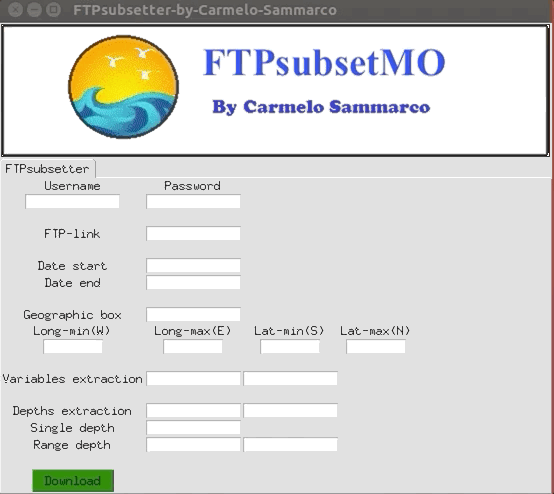 FTPsubsetter-by-Carmelo-Sammarco
FTPsubsetMO
By Carmelo Sammarco
FTPsubsetter
Username Password
FTP-link
Date start
Date end
Geographic box
Long-min(W) Long-max(E) Lat-min(S) Lat-max(N)
Variables extraction
Depths extraction
Single depth
Range depth
Download